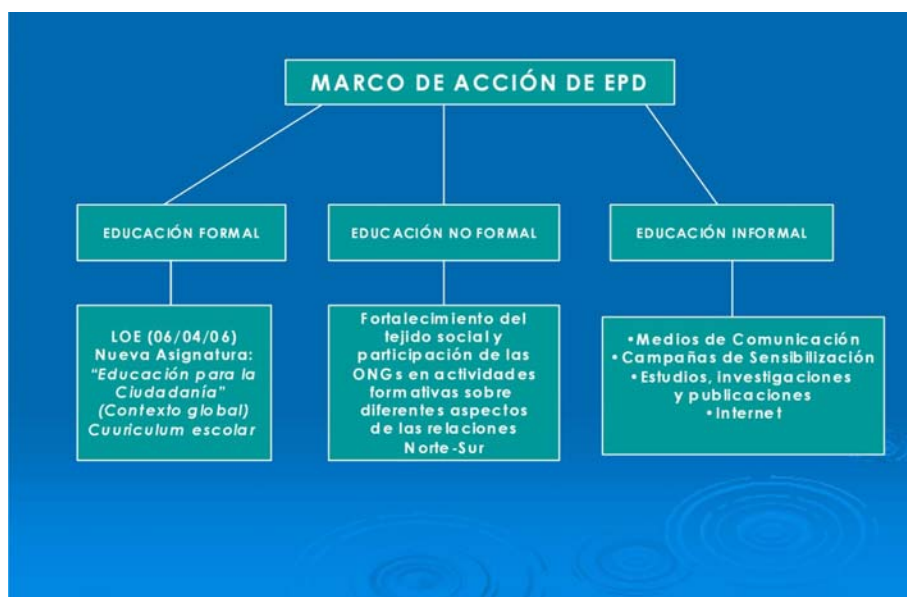 MARCO DE ACCIÓN DE EPD
EDUCACIÓN FORMAL
EDUCACIÓN NO FORMAL
EDUCACIÓN INFORMAL
LOE (06/04/06)
Nueva Asignatura:
“Educación para la
Ciudadanía”
(Contexto global)
Cuuriculum escolar
Fortalecimiento del
tejido social y
participación de las
ONGs en actividades
formativas sobre
diferentes aspectos
de las relaciones
Norte-Sur
•Medios de Comunicación
•Campañas de Sensibilización
•Estudios, investigaciones
y publicaciones
•Internet